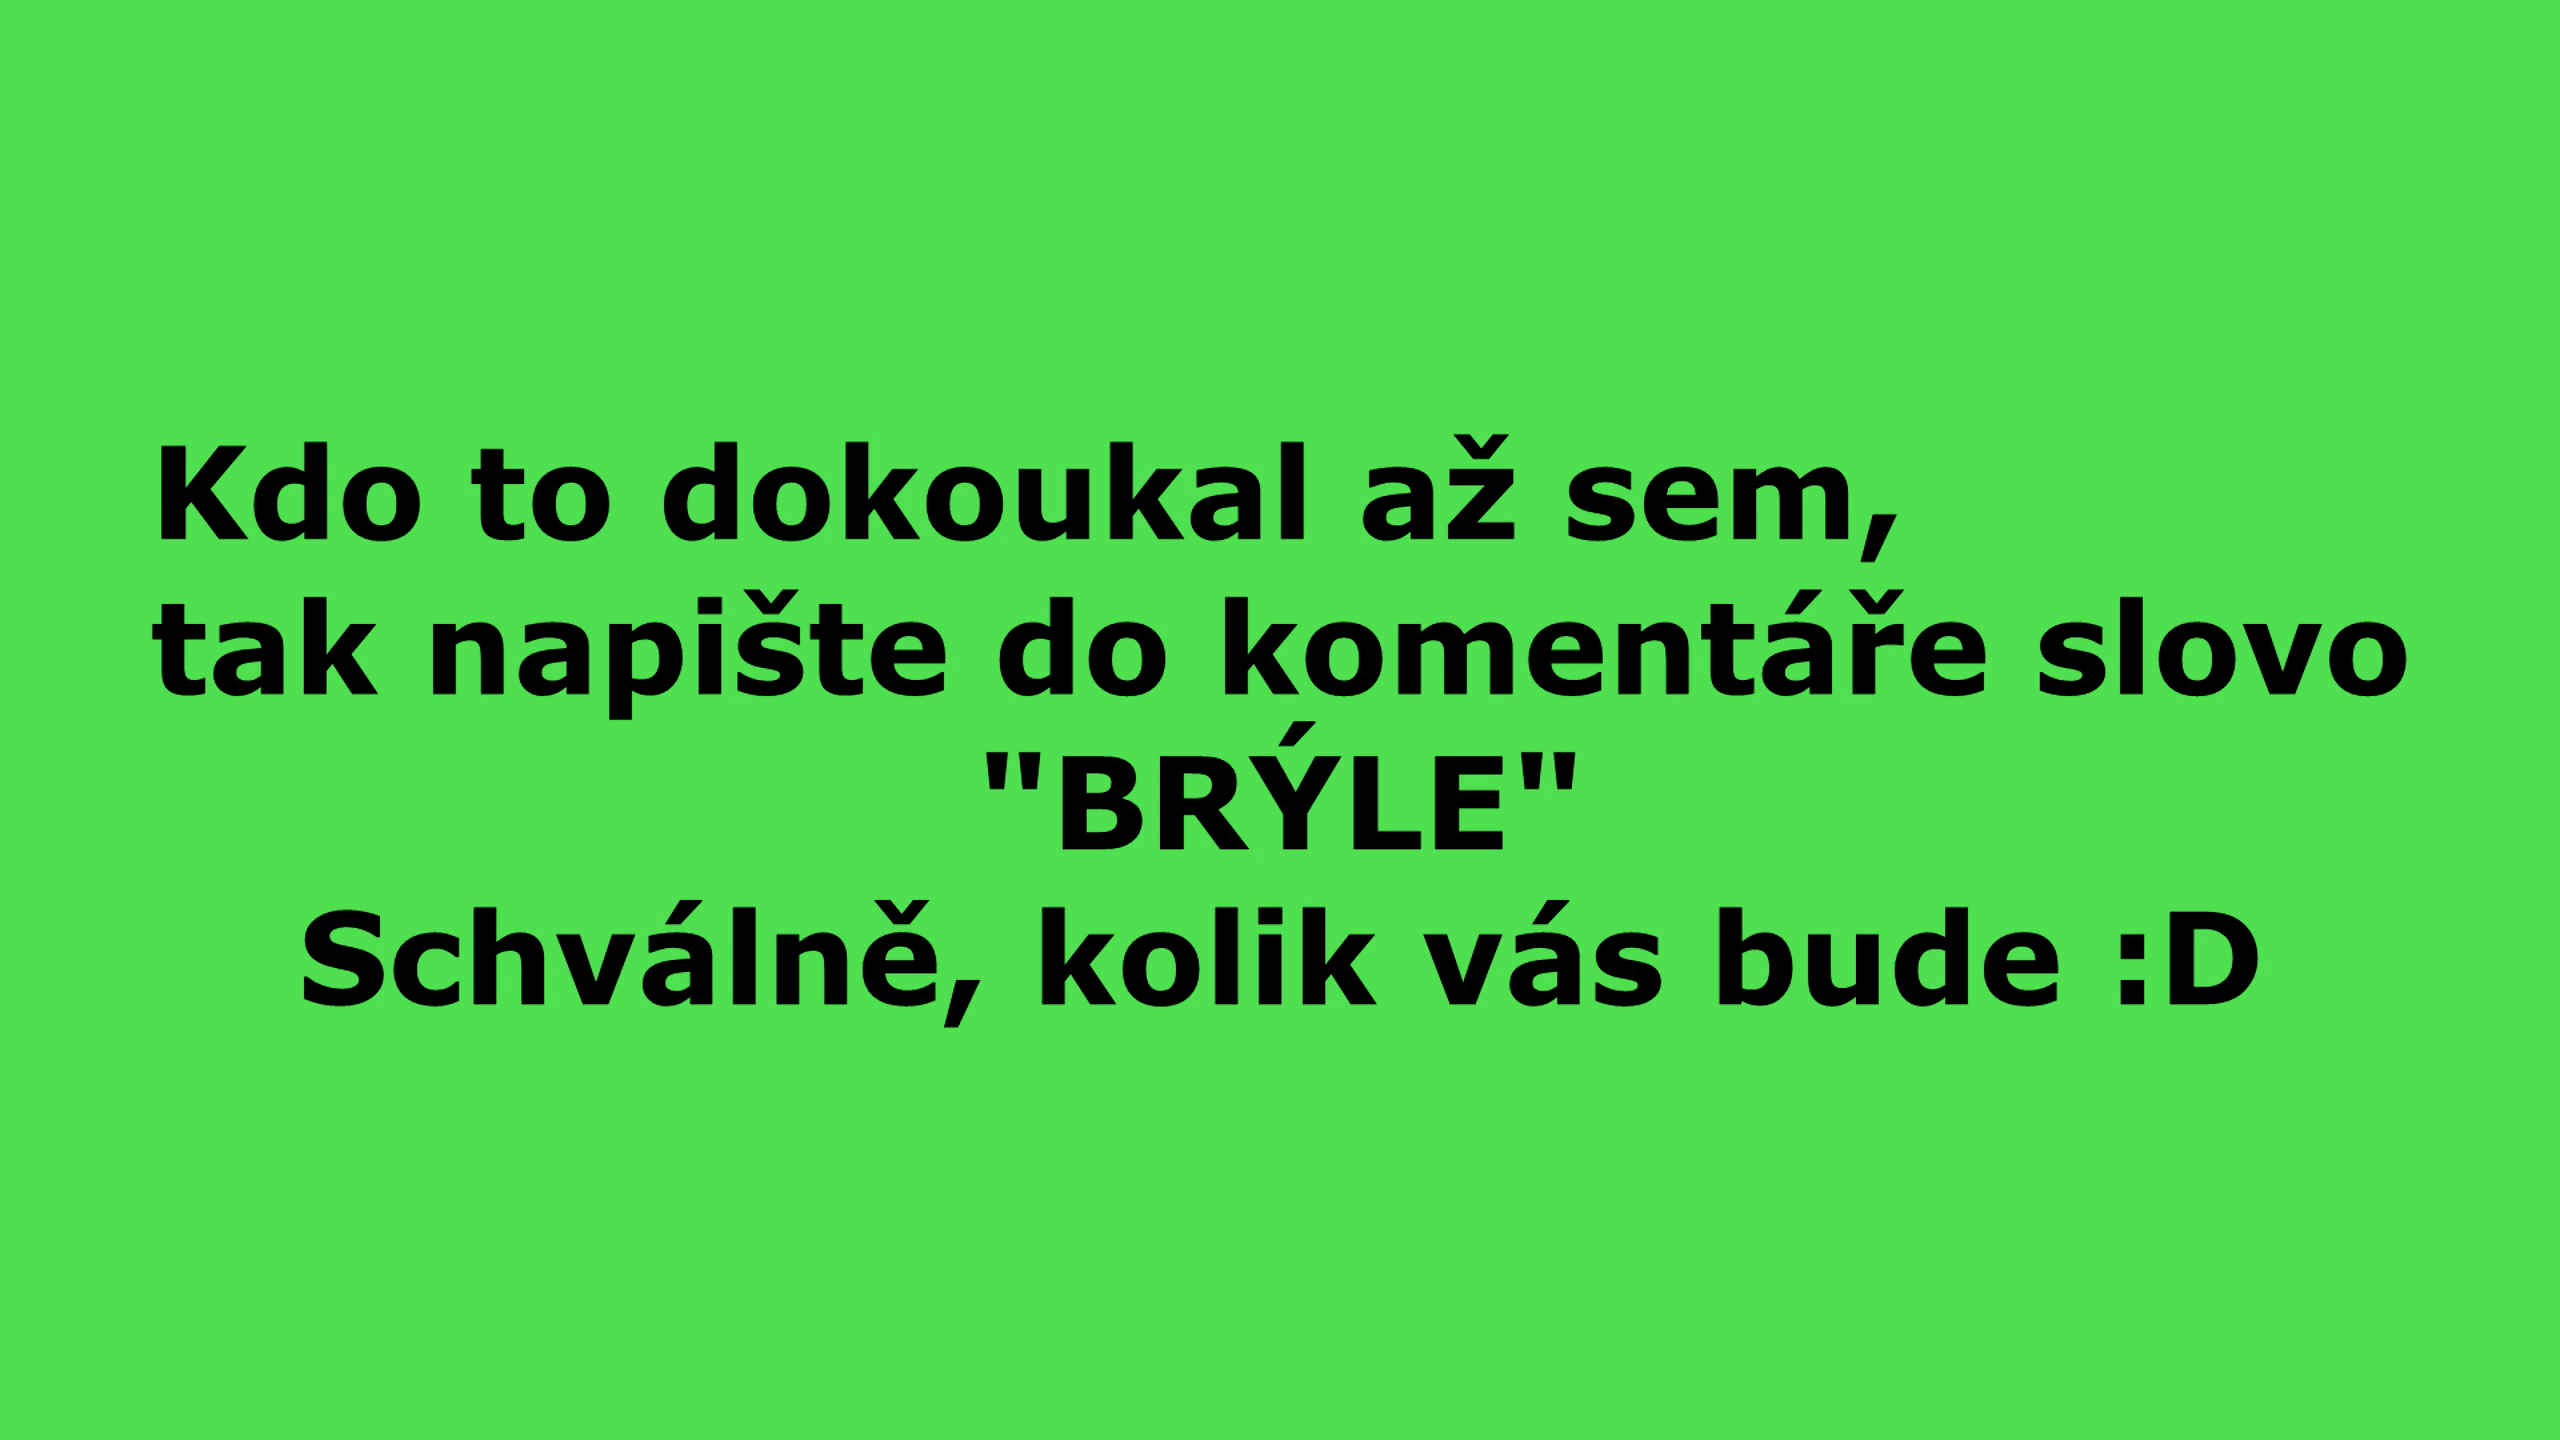 Kdo to dokoukal až sem,
tak napište do komentáře slovo
"BRÝLE"
Schválně, kolik vás bude :D